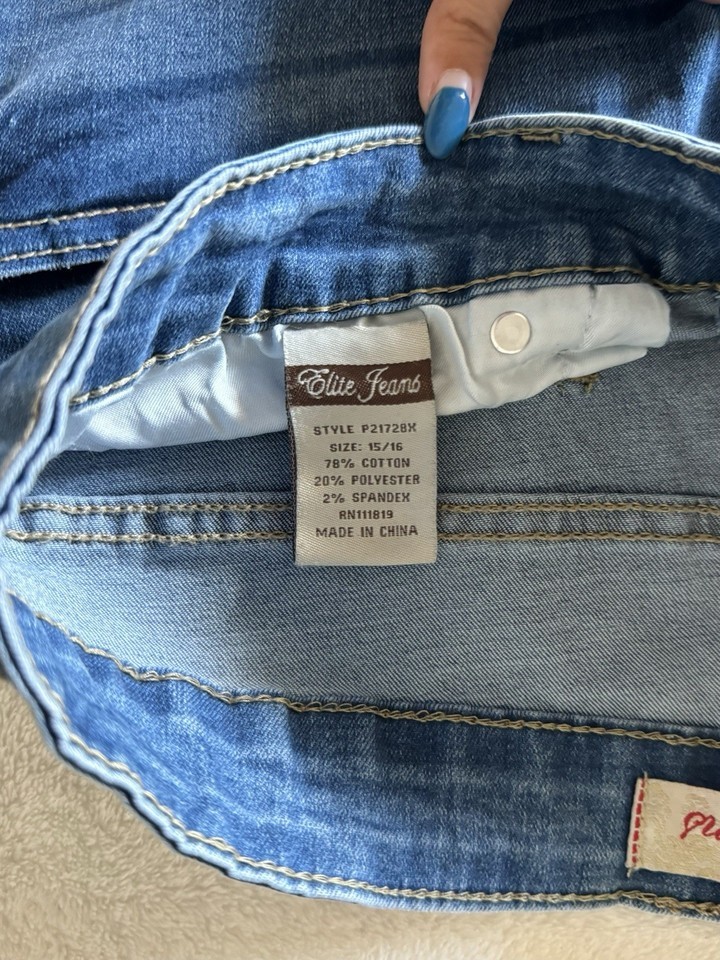 Elite Jeans
STYLE P21728X
SIZE: 15/16
78% COTTON
20% POLYESTER
2% SPANDEX
RN111819
MADE IN CHINA